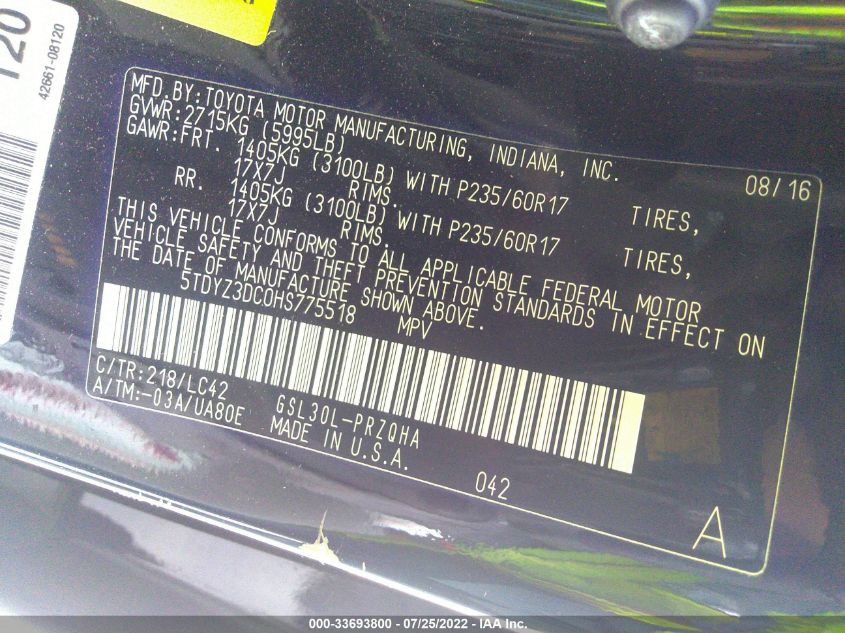 120
42661-08120
MFD.BY:TOYOTA MOTOR MANUFACTURING, INDIANA, INC. 08/16
GVWR:2715KG (5995LB)
GAWR:FRT. 1405KG (3100LB) WITH P235/60R17 TIRES,
17X7J RIMS.
RR. 1405KG (3100LB) WITH P235/60R17 TIRES,
17X7J RIMS.
THIS VEHICLE CONFORMS TO ALL APPLICABLE FEDERAL MOTOR
VEHICLE SAFETY AND THEFT PREVENTION STANDARDS IN EFFECT ON
THE DATE OF MANUFACTURE SHOWN ABOVE.
5TDYZ3DC0HS775518 MPV
C/TR:218/LC42 GSL30L-PRZQHA
A/TM:-03A/UA80E MADE IN U.S.A.
042
A
000-33693800 - 07/25/2022 - IAA Inc.